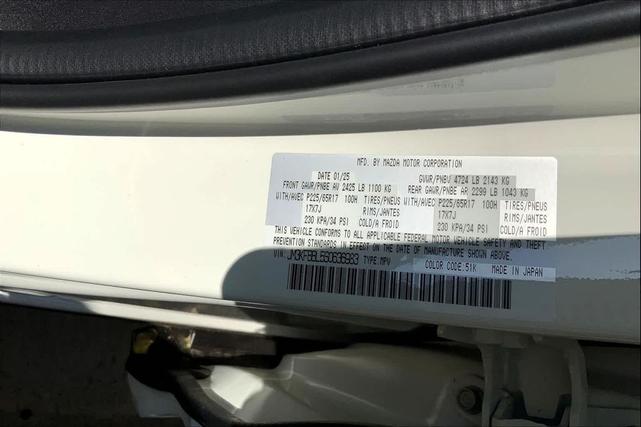 MFD. BY MAZDA MOTOR CORPORATION
DATE 01/25 GVWR/PNBV 4724 LB 2143 KG
FRONT GAWR/PNBE AV 2425 LB 1100 KG REAR GAWR/PNBE AR 2299 LB 1043 KG
WITH/AVEC P225/65R17 100H TIRES/PNEUS WITH/AVEC P225/65R17 100H TIRES/PNEUS
17X7J RIMS/JANTES 17X7J RIMS/JANTES
230 KPA/34 PSI COLD/A FROID 230 KPA/34 PSI COLD/A FROID
THIS VEHICLE CONFORMS TO ALL APPLICABLE FEDERAL MOTOR VEHICLE SAFETY AND THEFT
PREVENTION STANDARDS IN EFFECT ON THE DATE OF MANUFACTURE SHOWN ABOVE.
VIN: TYPE:MPV COLOR CODE:51K MADE IN JAPAN